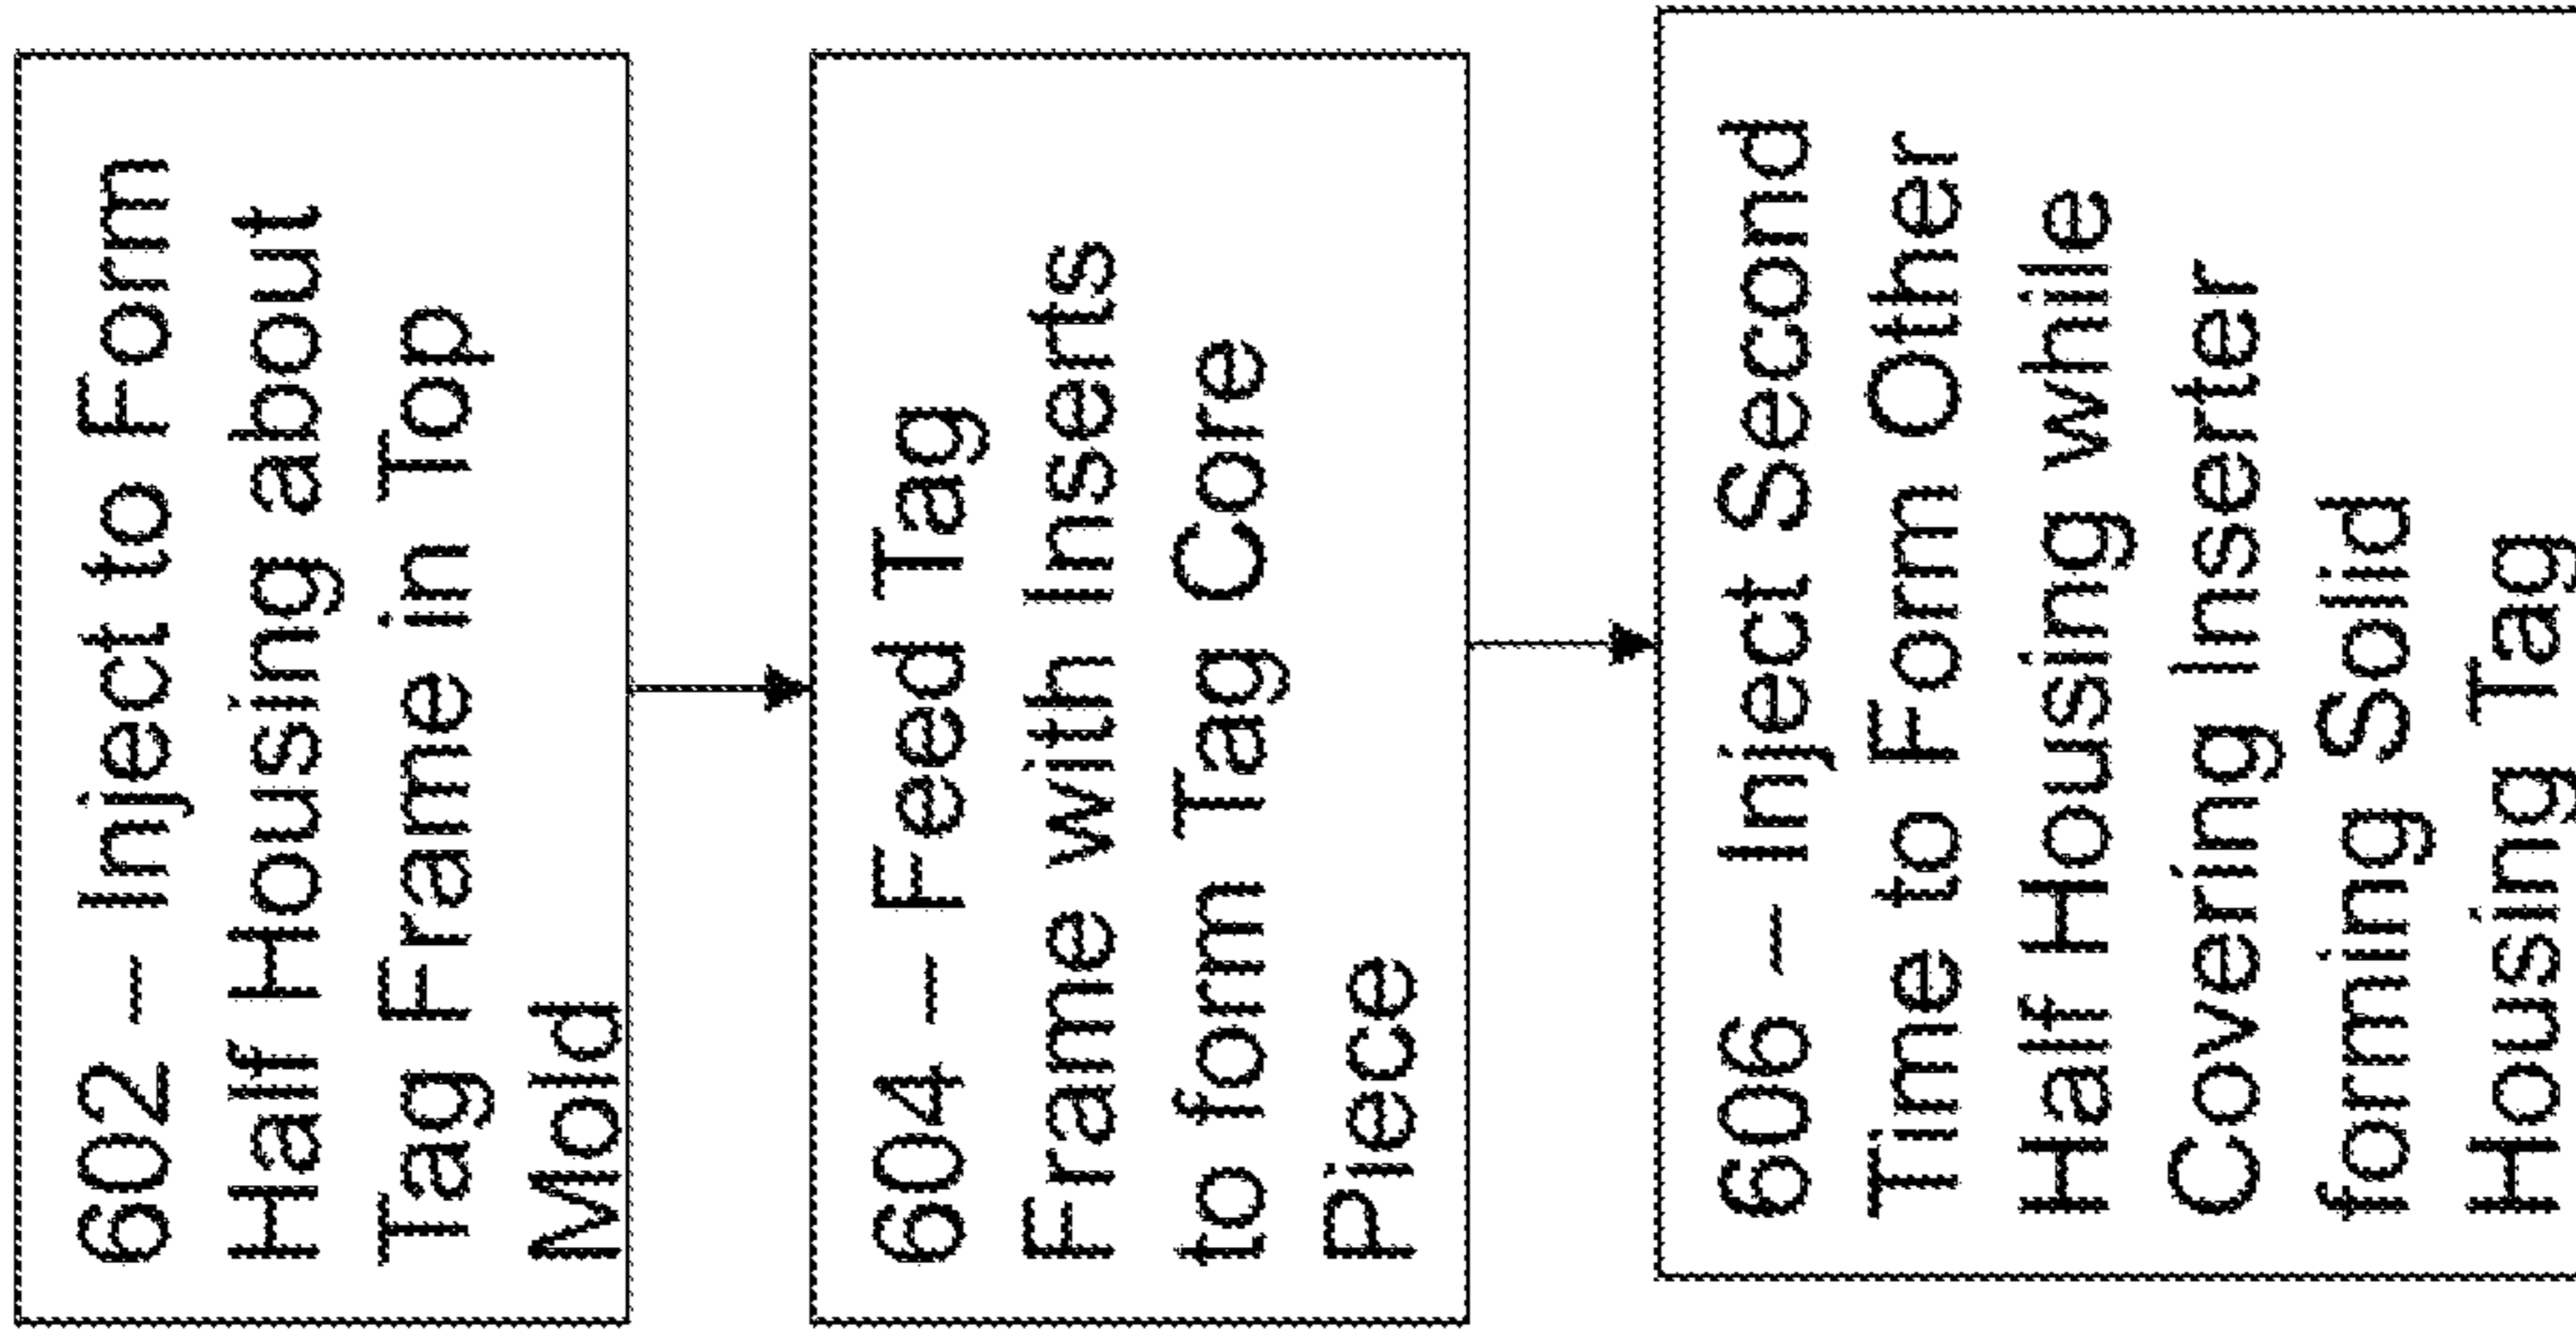 602 – Inject to Form
Half Housing about
Tag Frame in Top
Mold
604 – Feed Tag
Frame with Inserts
to form Tag Core
Piece
606 – Inject Second
Time to Form Other
Half Housing while
Covering Inserter
forming Solid
Housing Tag